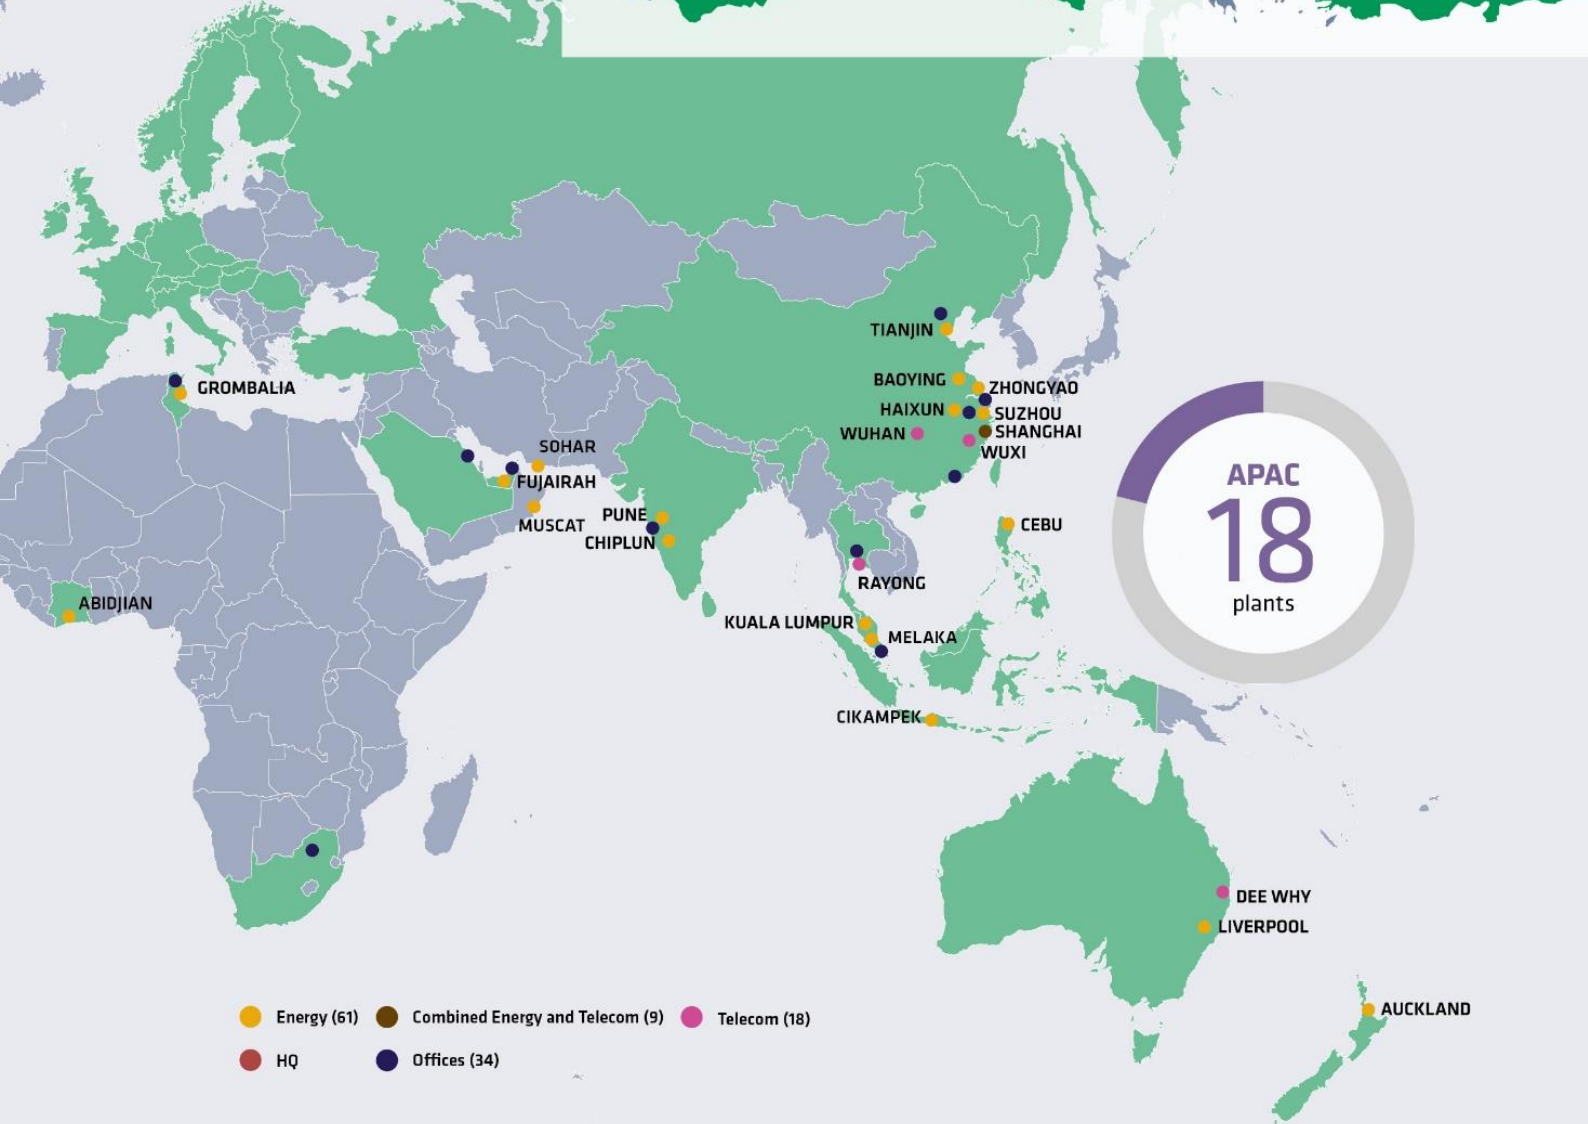 TIANJIN
BAOYING
ZHONGYAO
HAIXUN
SUZHOU
WUHAN
SHANGHAI
WUXI
GROMBALIA
SOHAR
FUJAIRAH
MUSCAT
PUNE
CHIPLUN
CEBU
RAYONG
ABIDJIAN
KUALA LUMPUR
MELAKA
CIKAMPEK
APAC
18
plants
DEE WHY
LIVERPOOL
AUCKLAND
Energy (61)
Combined Energy and Telecom (9)
Telecom (18)
HQ
Offices (34)